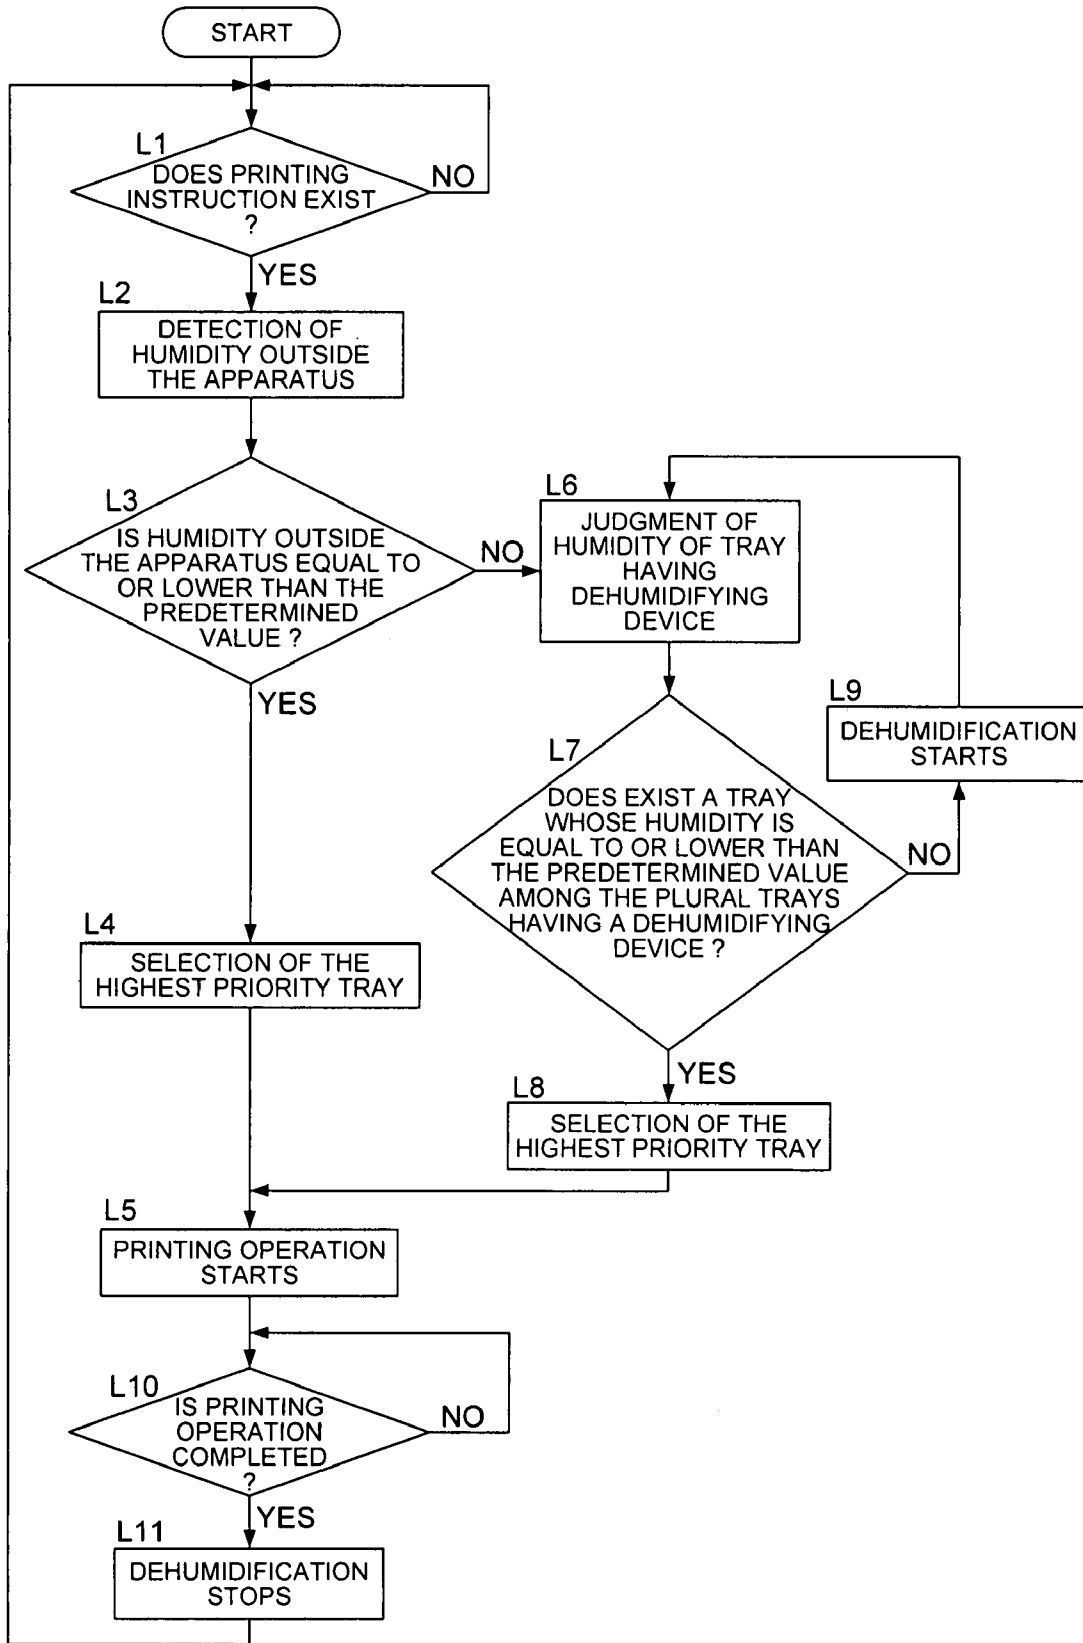 START
L1
DOES PRINTING
INSTRUCTION EXIST
?
NO
YES
L2
DETECTION OF
HUMIDITY OUTSIDE
THE APPARATUS
L3
IS HUMIDITY OUTSIDE
THE APPARATUS EQUAL TO
OR LOWER THAN THE
PREDETERMINED
VALUE ?
NO
YES
L6
JUDGMENT OF
HUMIDITY OF TRAY
HAVING
DEHUMIDIFYING
DEVICE
L7
DOES EXIST A TRAY
WHOSE HUMIDITY IS
EQUAL TO OR LOWER THAN
THE PREDETERMINED VALUE
AMONG THE PLURAL TRAYS
HAVING A DEHUMIDIFYING
DEVICE ?
NO
YES
L9
DEHUMIDIFICATION
STARTS
L4
SELECTION OF THE
HIGHEST PRIORITY TRAY
L8
SELECTION OF THE
HIGHEST PRIORITY TRAY
L5
PRINTING OPERATION
STARTS
L10
IS PRINTING
OPERATION
COMPLETED
?
NO
YES
L11
DEHUMIDIFICATION
STOPS